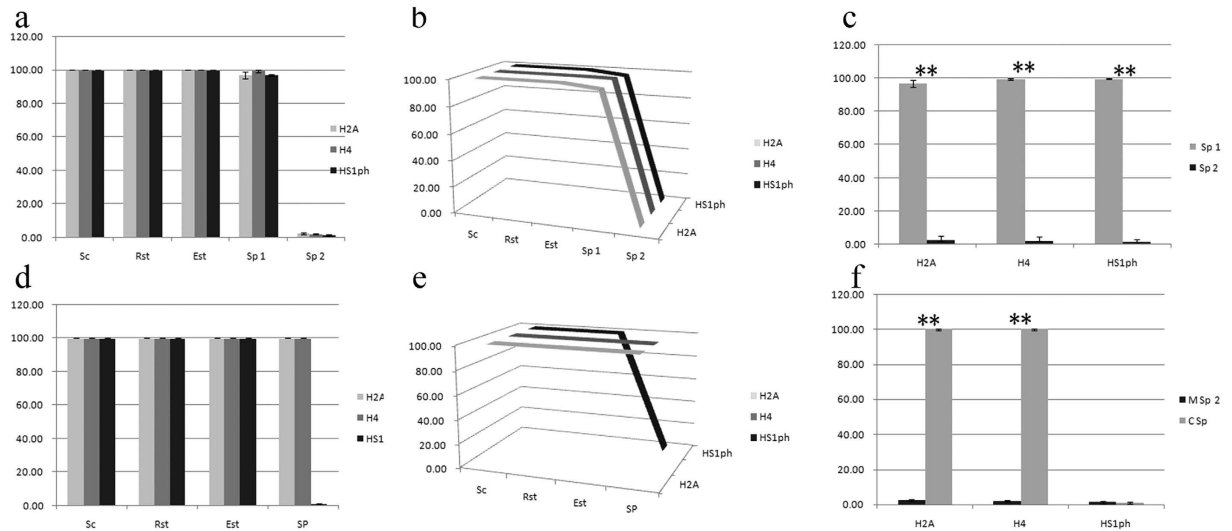 a
120.00
100.00
80.00
60.00
40.00
20.00
0.00
Sc Rst Est Sp 1 Sp 2
H2A
H4
HS1ph
b
100.00
80.00
60.00
40.00
20.00
0.00
Sc Rst Est Sp 1 Sp 2
HS1ph
H2A
H2A
H4
HS1ph
c
120.00
100.00
80.00
60.00
40.00
20.00
0.00
** ** **
H2A H4 HS1ph
Sp 1
Sp 2
d
120.00
100.00
80.00
60.00
40.00
20.00
0.00
Sc Rst Est SP
H2A
H4
HS1
e
100.00
80.00
60.00
40.00
20.00
0.00
Sc Rst Est SP
HS1ph
H2A
H2A
H4
HS1ph
f
120.00
100.00
80.00
60.00
40.00
20.00
0.00
** **
H2A H4 HS1ph
M Sp 2
C Sp